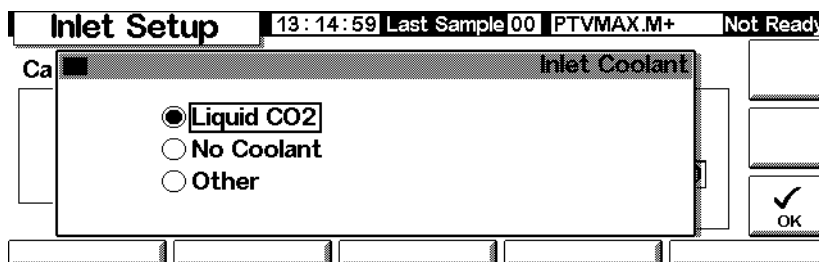 Inlet Setup 13:14:59 Last Sample 00 PTVMAX.M+ Not Ready
Ca
Inlet Coolant
Liquid CO2
No Coolant
Other
OK